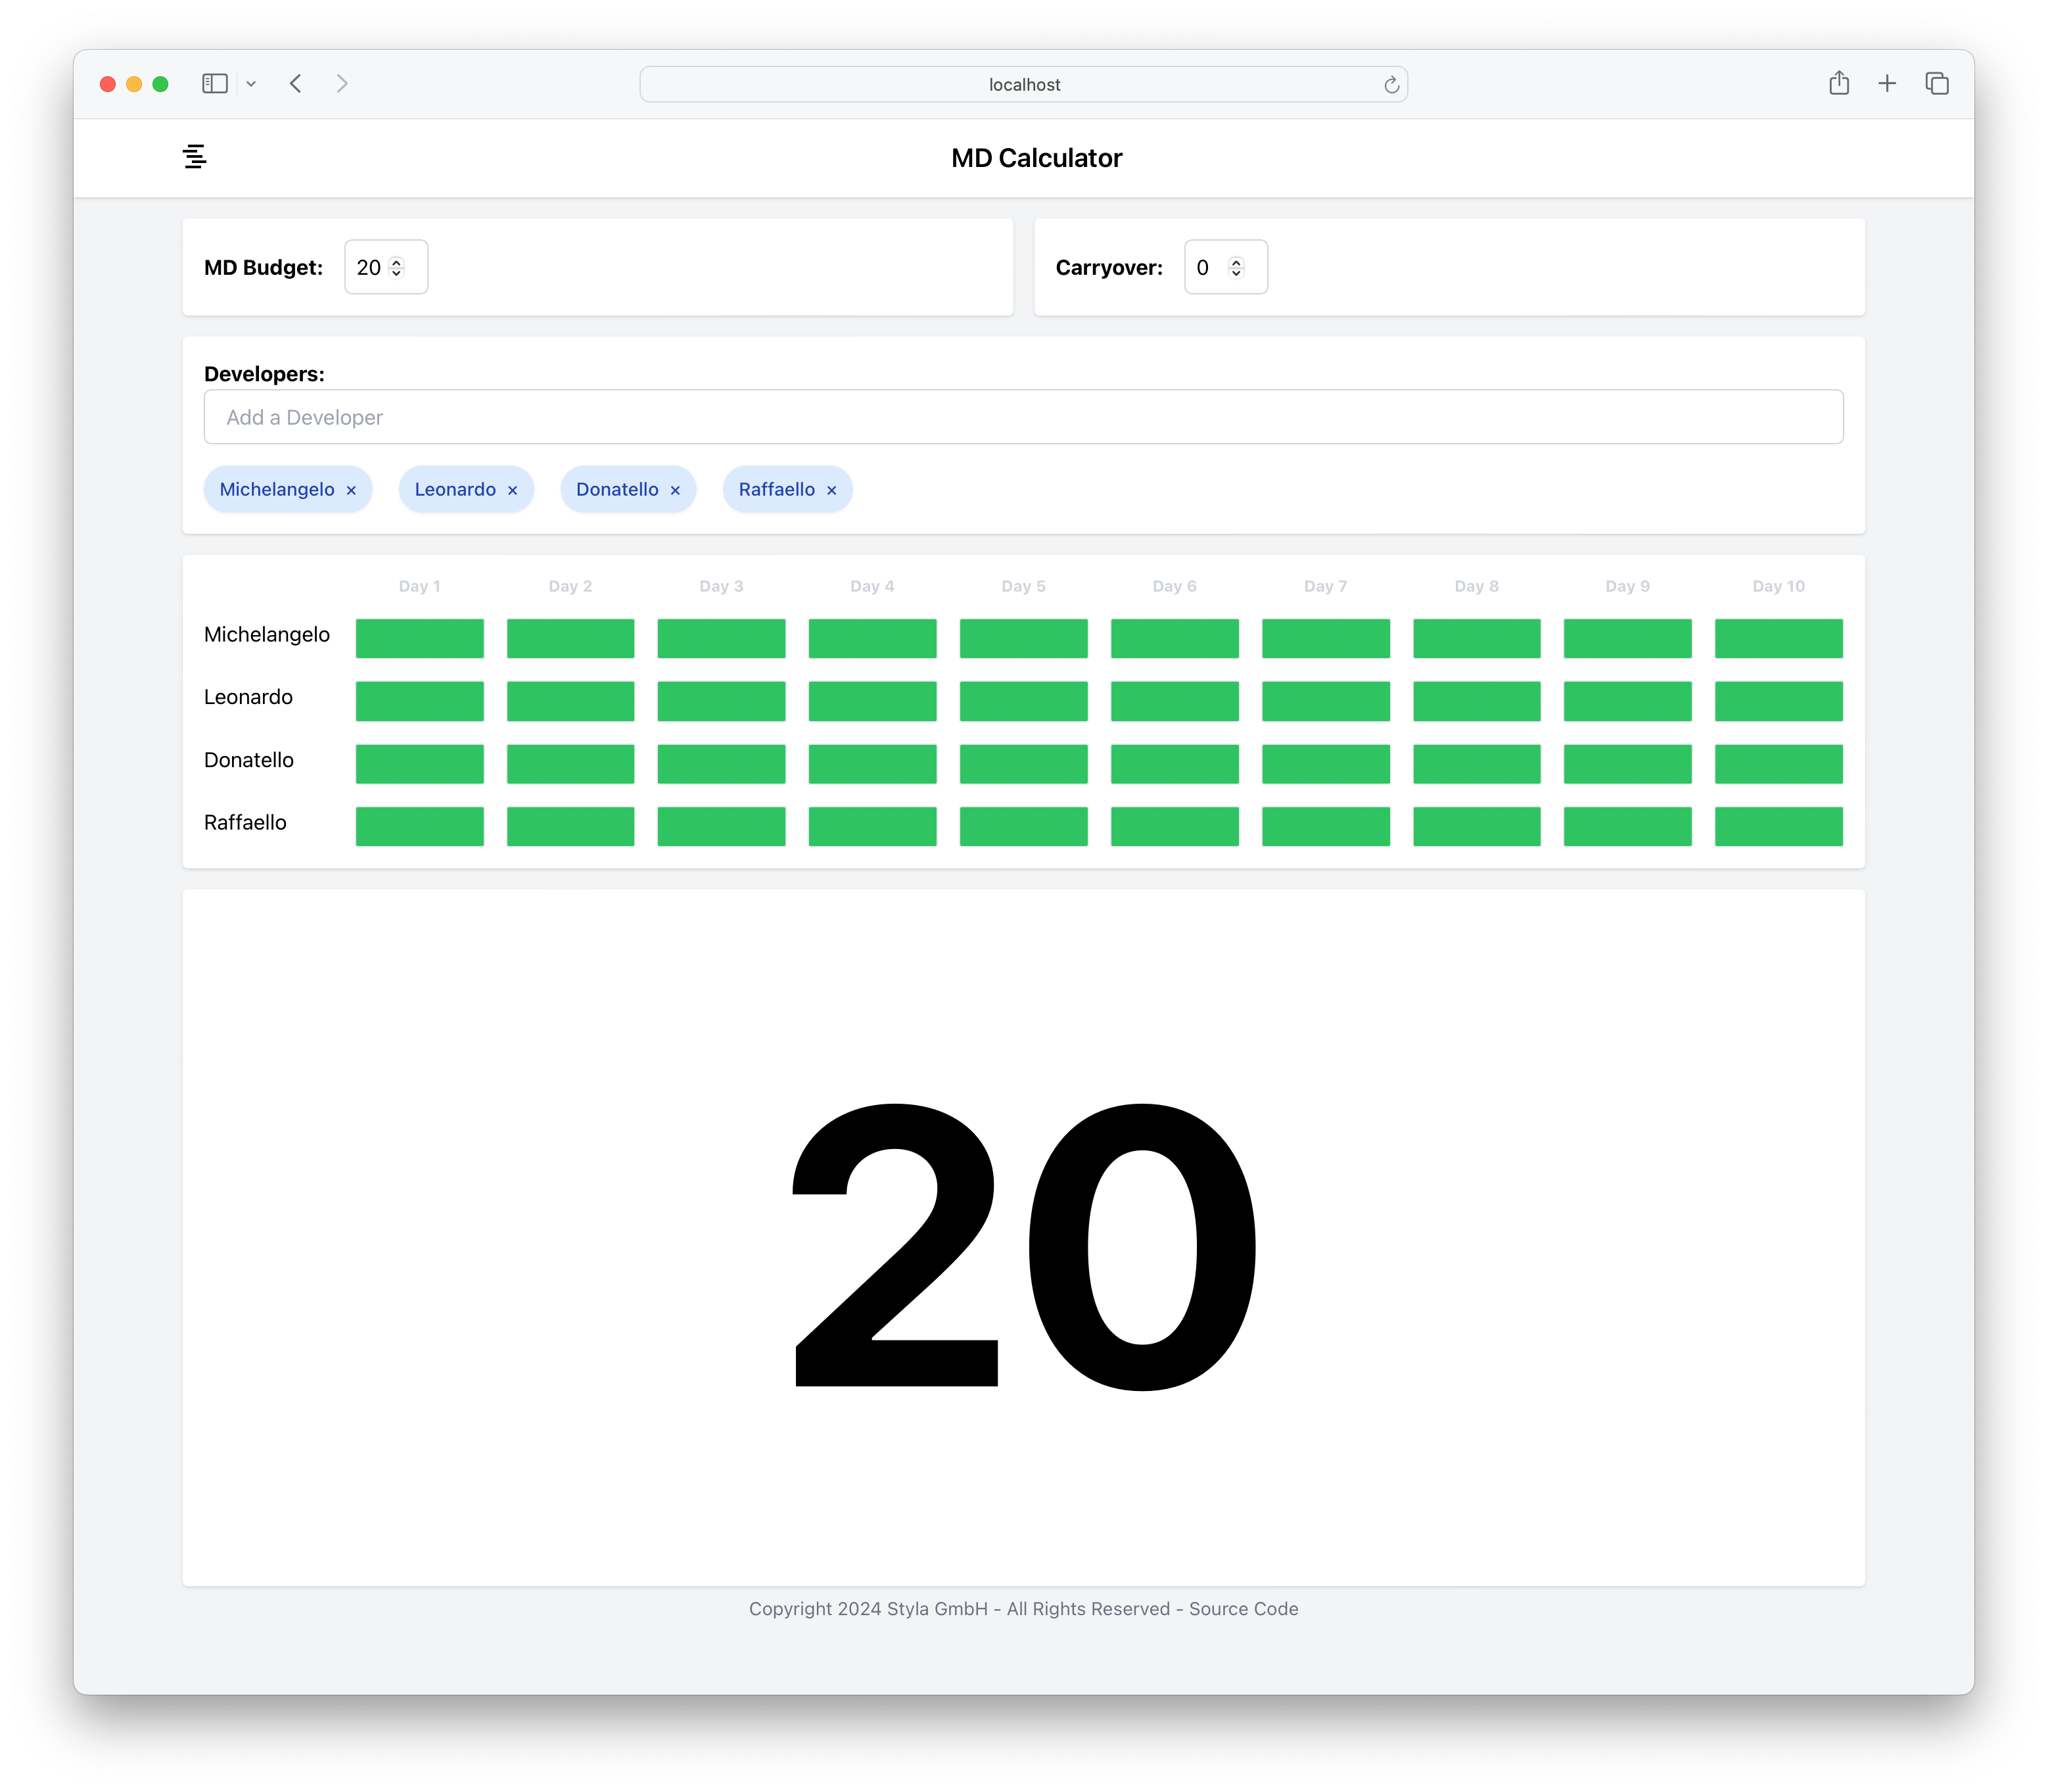 localhost
MD Calculator
MD Budget: 20
Carryover: 0
Developers:
Add a Developer
Michelangelo × Leonardo × Donatello × Raffaello ×
Day 1 Day 2 Day 3 Day 4 Day 5 Day 6 Day 7 Day 8 Day 9 Day 10
Michelangelo
Leonardo
Donatello
Raffaello
20
Copyright 2024 Styla GmbH - All Rights Reserved - Source Code